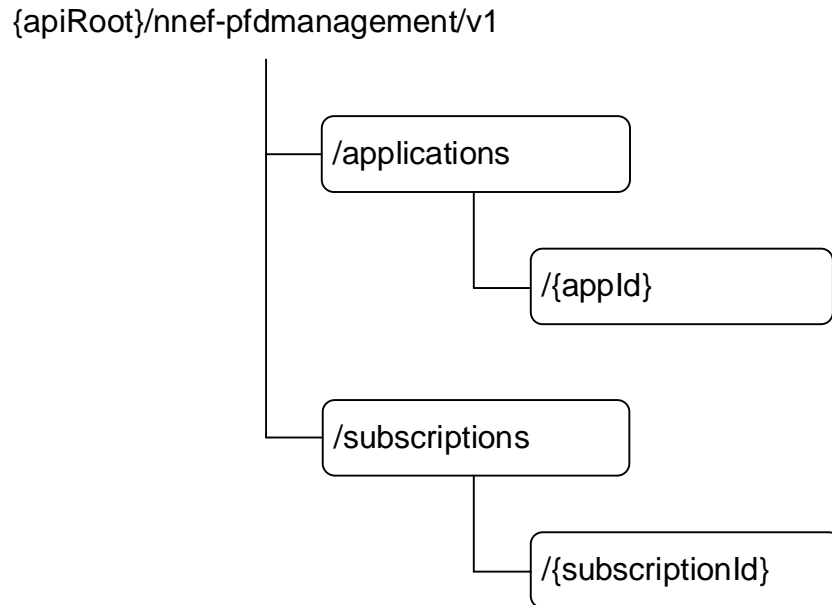 {apiRoot}/nnef-pfdmanagement/v1
/applications
/{appId}
/subscriptions
/{subscriptionId}